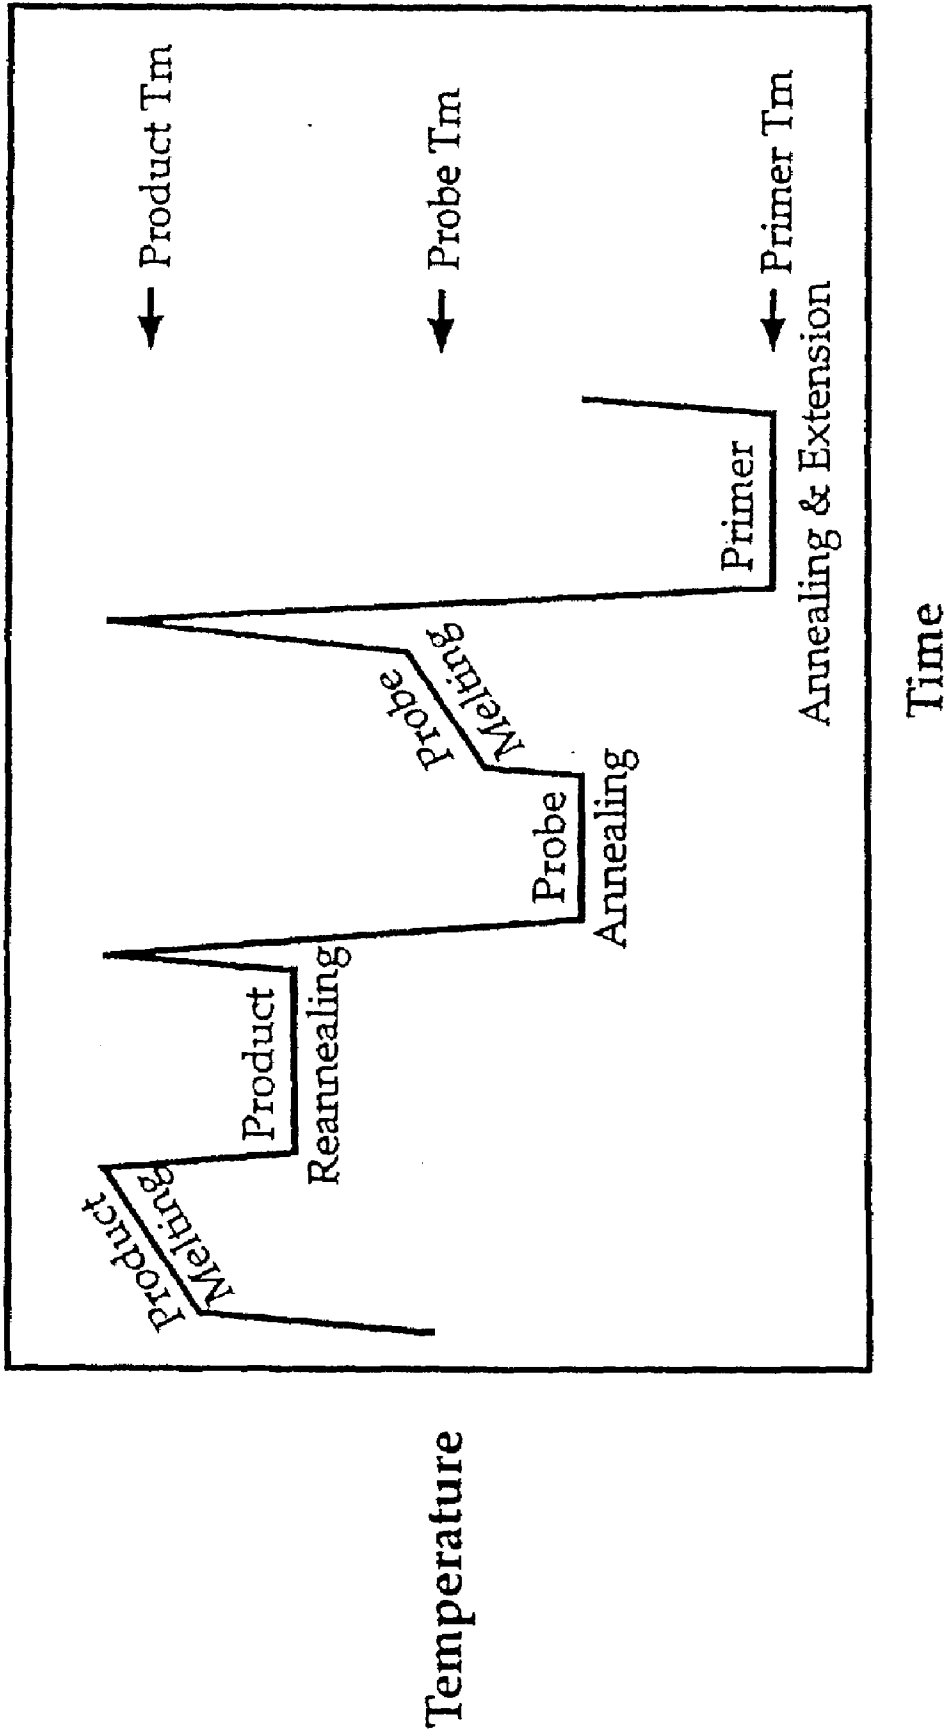 Product
Melting
Product
Reannealing
Probe
Annealing
Probe
Melting
Primer
Annealing & Extension
Product Tm
Probe Tm
Primer Tm
Temperature
Time